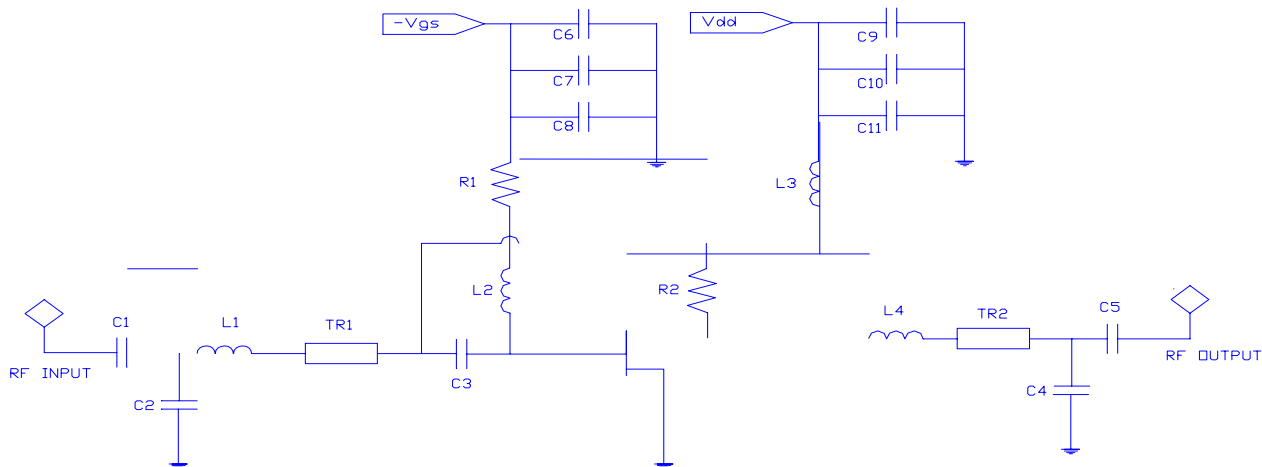 -Vgs
Vdd
C6
C9
C7
C10
C8
C11
R1
L3
L2
R2
C1
L1
TR1
L4
TR2
C5
RF INPUT
RF OUTPUT
C3
C2
C4